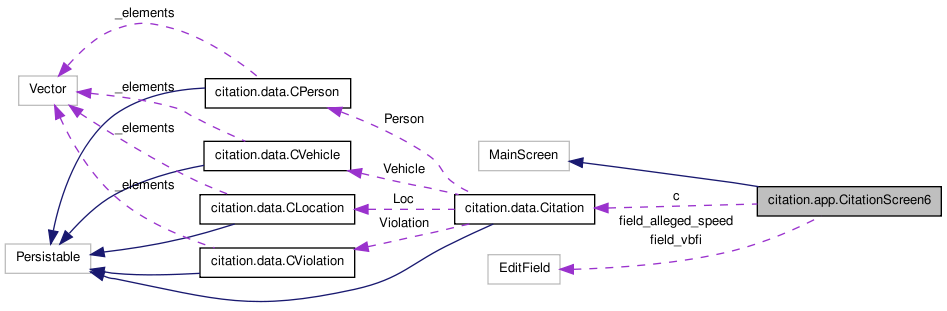 _elements
Vector
_elements
citation.data.CPerson
Person
_elements
citation.data.CVehicle
MainScreen
Vehicle
_elements
citation.data.CLocation
Loc
citation.data.Citation
c
citation.app.CitationScreen6
Violation
field_alleged_speed
field_vbfi
Persistable
citation.data.CViolation
EditField